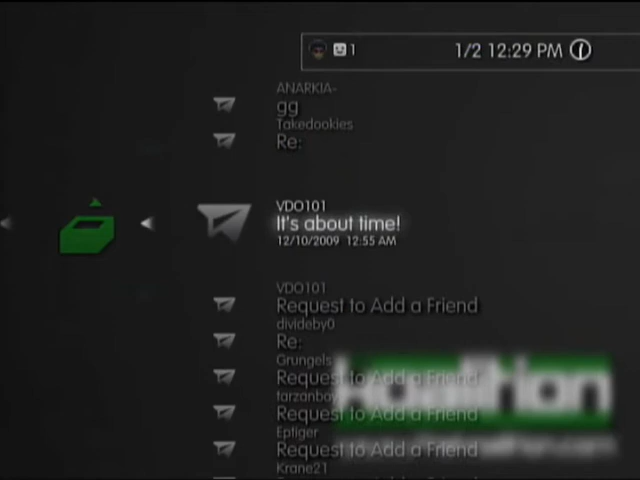 1
1/2 12:29 PM
ANARKIA-
gg
Takedookies
Re:
VDO101
It's about time!
12/10/2009 12:55 AM
VDO101
Request to Add a Friend
divideby0
Re:
Grungels
Request to Add a Friend
tarzanboy
Request to Add a Friend
Eptiger
Request to Add a Friend
Krane21